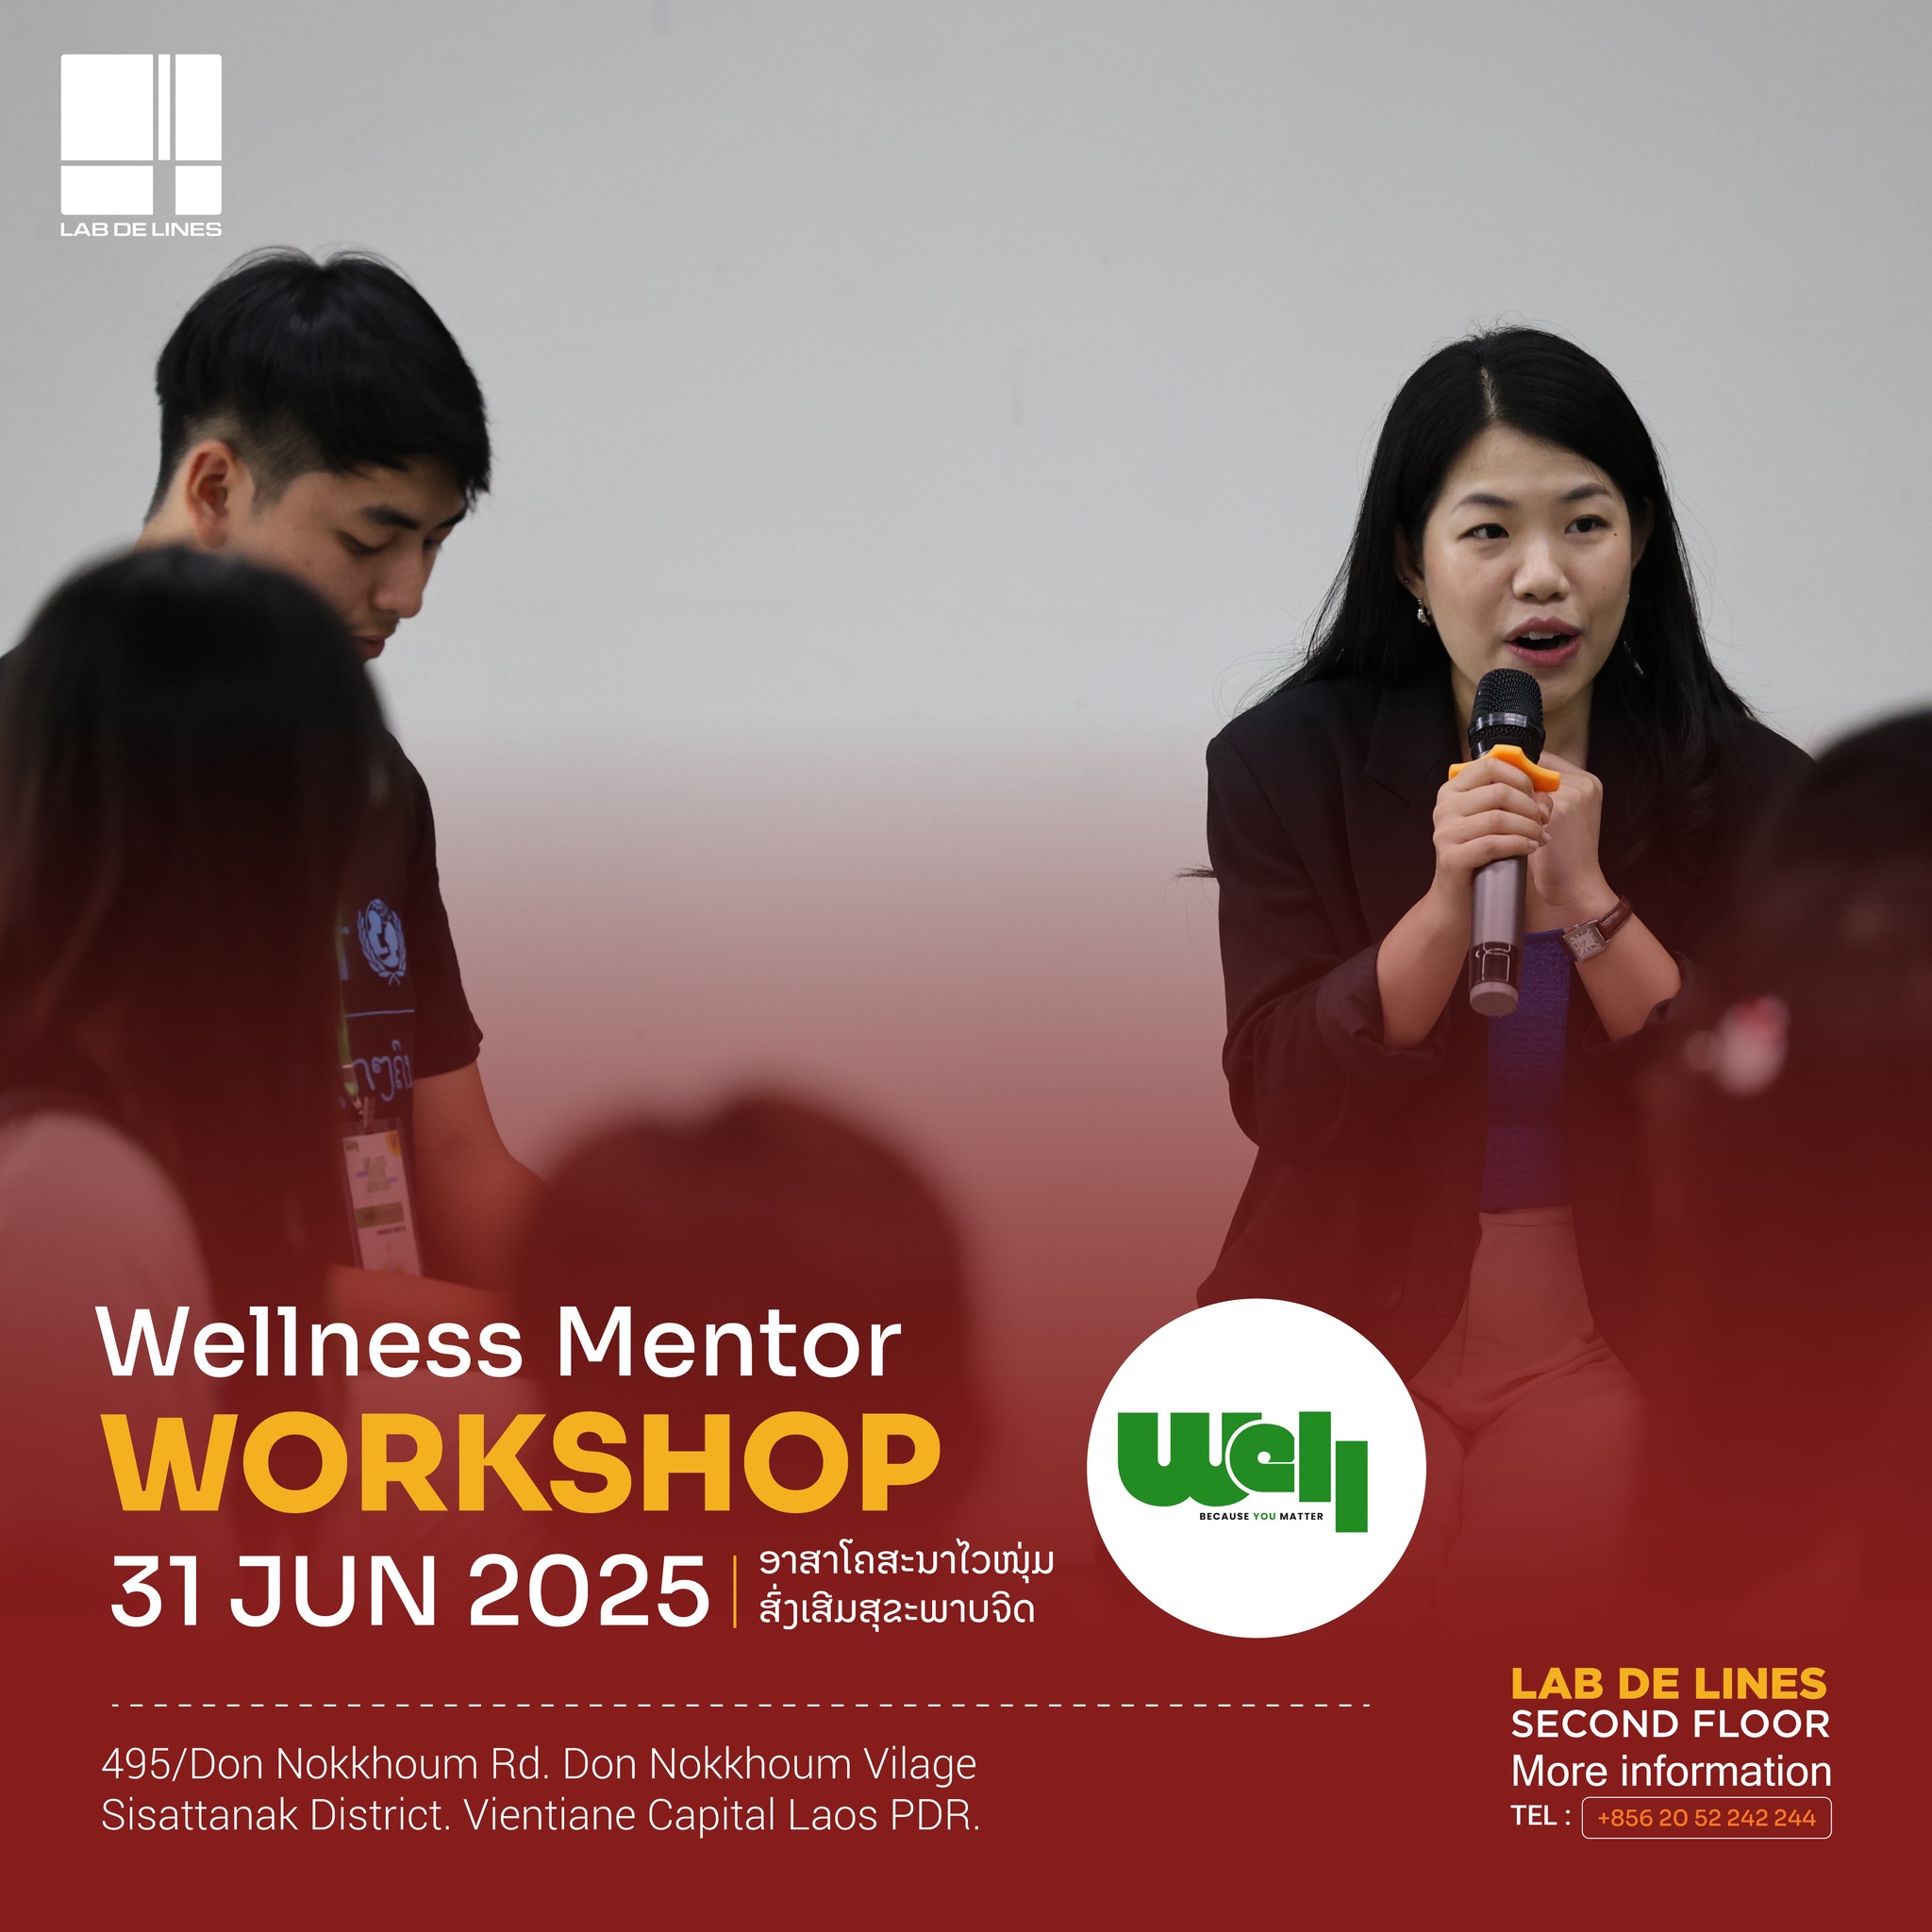 LAB DE LINES
Wellness Mentor
WORKSHOP
31 JUN 2025
ອາສາໂຄສະນາໄວໜຸ່ມ
ສົ່ງເສີມສຸຂະພາບຈິດ
well
BECAUSE YOU MATTER
495/Don Nokkhoum Rd. Don Nokkhoum Vilage
Sisattanak District. Vientiane Capital Laos PDR.
LAB DE LINES
SECOND FLOOR
More information
TEL : +856 20 52 242 244